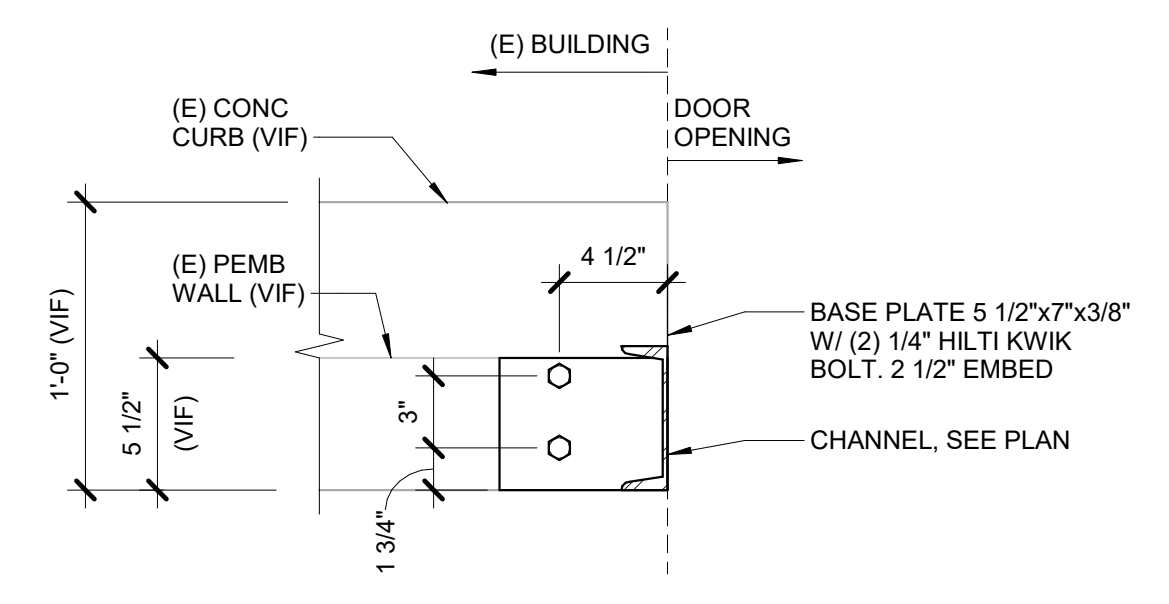 (E) BUILDING
(E) CONC
CURB (VIF)
DOOR
OPENING
4 1/2"
(E) PEMB
WALL (VIF)
1'-0" (VIF)
5 1/2"
(VIF)
3"
1 3/4"
BASE PLATE 5 1/2"x7"x3/8"
W/ (2) 1/4" HILTI KWIK
BOLT. 2 1/2" EMBED
CHANNEL, SEE PLAN